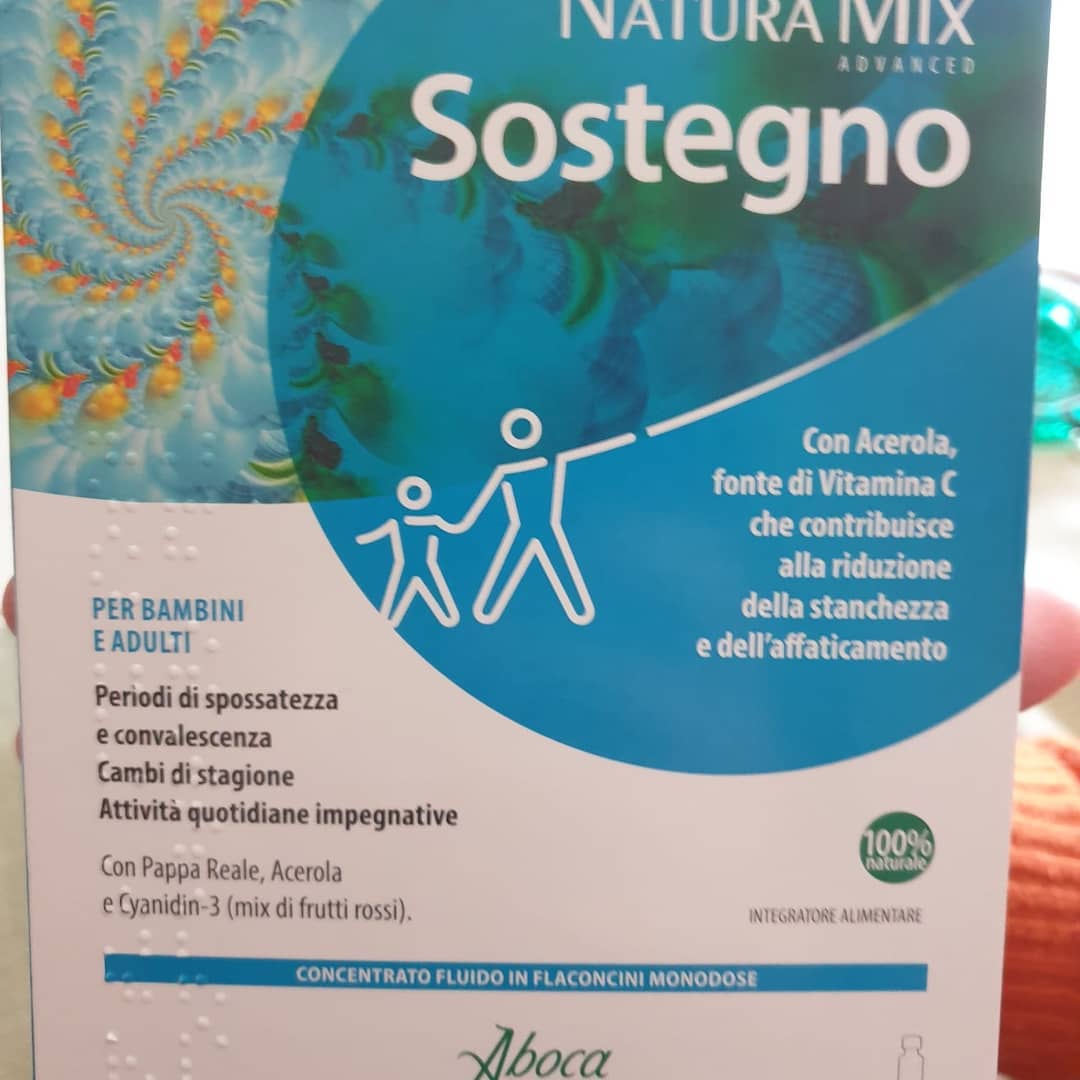 NATURA MIX
ADVANCED
Sostegno
Con Acerola,
fonte di Vitamina C
che contribuisce
alla riduzione
della stanchezza
e dell'affaticamento
PER BAMBINI
E ADULTI
Periodi di spossatezza
e convalescenza
Cambi di stagione
Attività quotidiane impegnative
Con Pappa Reale, Acerola
e Cyanidin-3 (mix di frutti rossi).
100%
naturale
INTEGRATORE ALIMENTARE
CONCENTRATO FLUIDO IN FLACONCINI MONODOSE
Aboca